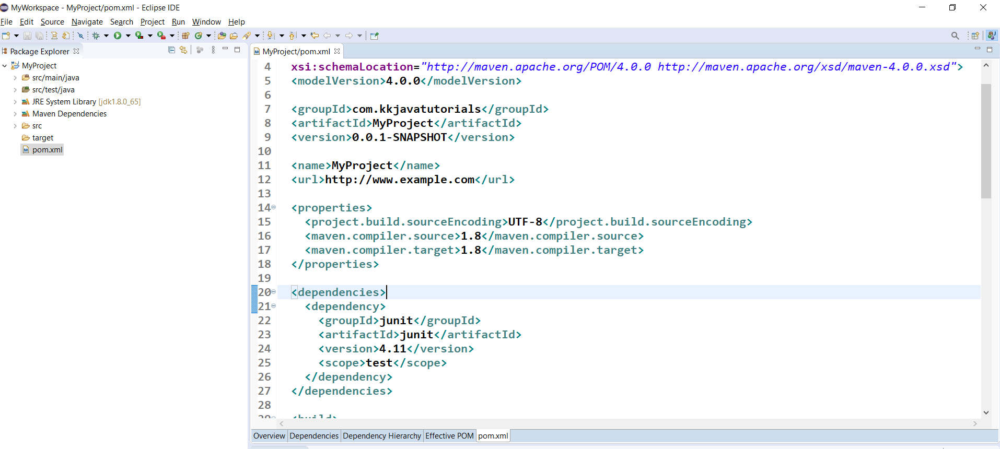 MyWorkspace - MyProject/pom.xml - Eclipse IDE
File Edit Source Navigate Search Project Run Window Help
Package Explorer
MyProject
src/main/java
src/test/java
JRE System Library [jdk1.8.0_65]
Maven Dependencies
src
target
pom.xml
MyProject/pom.xml
4 xsi:schemaLocation="http://maven.apache.org/POM/4.0.0 http://maven.apache.org/xsd/maven-4.0.0.xsd">
5 <modelVersion>4.0.0</modelVersion>
6
7 <groupId>com.kkjavatutorials</groupId>
8 <artifactId>MyProject</artifactId>
9 <version>0.0.1-SNAPSHOT</version>
10
11 <name>MyProject</name>
12 <url>http://www.example.com</url>
13
14 <properties>
15 <project.build.sourceEncoding>UTF-8</project.build.sourceEncoding>
16 <maven.compiler.source>1.8</maven.compiler.source>
17 <maven.compiler.target>1.8</maven.compiler.target>
18 </properties>
19
20 <dependencies>
21 <dependency>
22 <groupId>junit</groupId>
23 <artifactId>junit</artifactId>
24 <version>4.11</version>
25 <scope>test</scope>
26 </dependency>
27 </dependencies>
28
29 <build>
Overview Dependencies Dependency Hierarchy Effective POM pom.xml